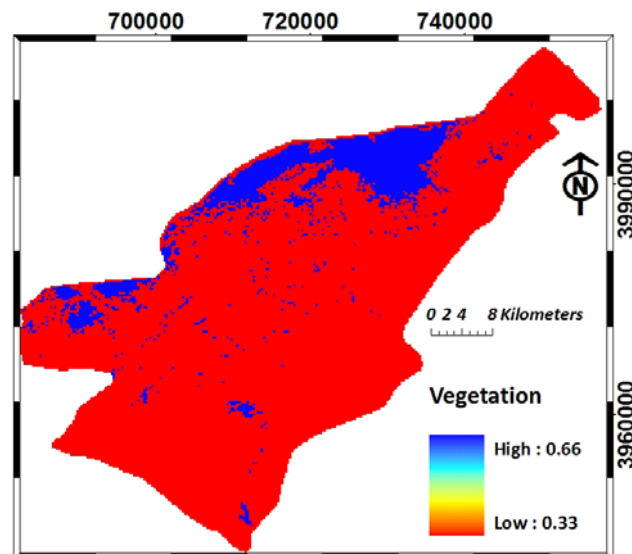 700000 720000 740000
N
3990000
0 2 4 8 Kilometers
3960000
Vegetation
High : 0.66
Low : 0.33